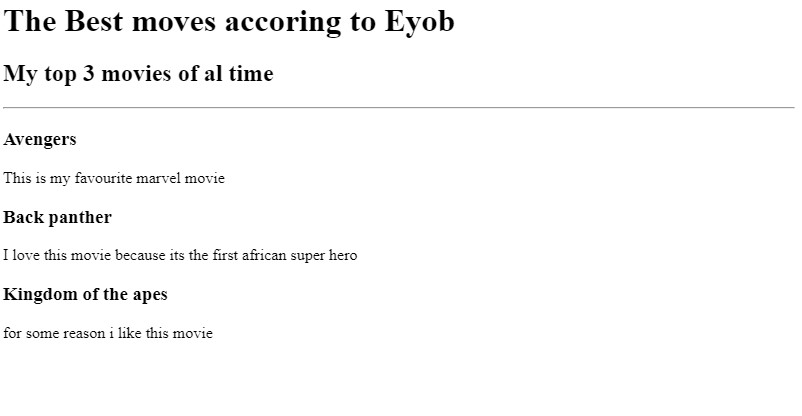 The Best moves accoring to Eyob
My top 3 movies of al time
Avengers
This is my favourite marvel movie
Back panther
I love this movie because its the first african super hero
Kingdom of the apes
for some reason i like this movie